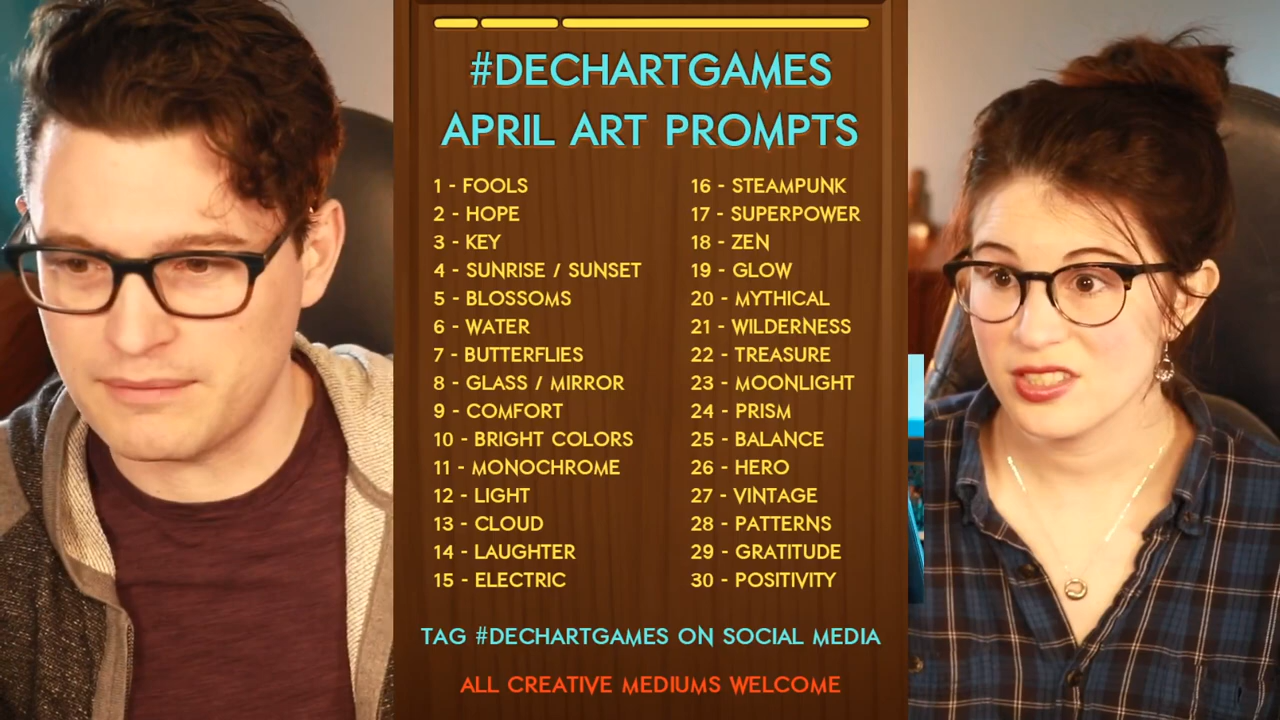 #DECHARTGAMES
APRIL ART PROMPTS
1 - FOOLS
2 - HOPE
3 - KEY
4 - SUNRISE / SUNSET
5 - BLOSSOMS
6 - WATER
7 - BUTTERFLIES
8 - GLASS / MIRROR
9 - COMFORT
10 - BRIGHT COLORS
11 - MONOCHROME
12 - LIGHT
13 - CLOUD
14 - LAUGHTER
15 - ELECTRIC
16 - STEAMPUNK
17 - SUPERPOWER
18 - ZEN
19 - GLOW
20 - MYTHICAL
21 - WILDERNESS
22 - TREASURE
23 - MOONLIGHT
24 - PRISM
25 - BALANCE
26 - HERO
27 - VINTAGE
28 - PATTERNS
29 - GRATITUDE
30 - POSITIVITY
TAG #DECHARTGAMES ON SOCIAL MEDIA
ALL CREATIVE MEDIUMS WELCOME